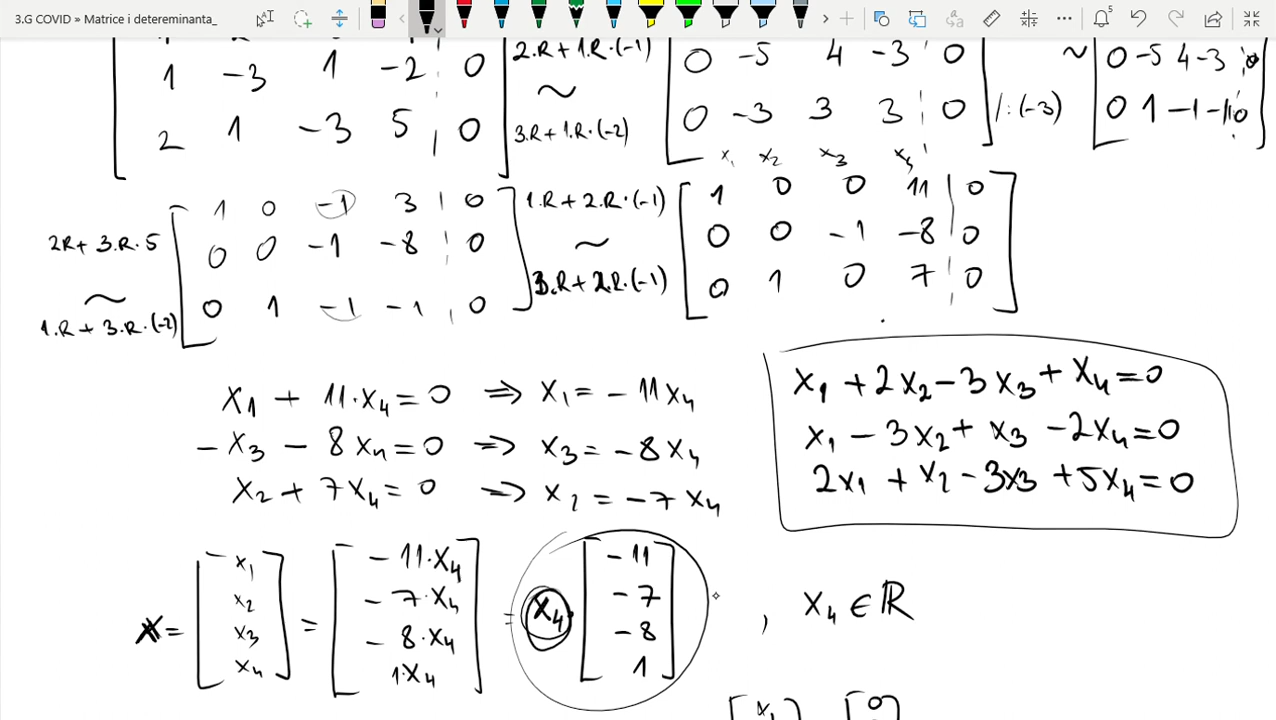 3.G COVID » Matrice i detereminanta_
1 -3 1 -2 | 0
2 1 -3 5 | 0
2.R + 1.R·(-1)
~
3.R + 1.R·(-2)
0 -5 4 -3 | 0
0 -3 3 3 | 0 /:(-3)
~
0 -5 4 -3 | 0
0 1 -1 -1 | 0
2R + 3.R·5
~
1.R + 3.R·(-2)
1 0 -1 3 | 0
0 0 -1 -8 | 0
0 1 -1 -1 | 0
1.R + 2.R·(-1)
~
3.R + 2.R·(-1)
x₁ x₂ x₃ x₄
1 0 0 11 | 0
0 0 -1 -8 | 0
0 1 0 7 | 0
x₁ + 11·x₄ = 0 ⇒ x₁ = -11x₄
-x₃ - 8x₄ = 0 ⇒ x₃ = -8x₄
x₂ + 7x₄ = 0 ⇒ x₂ = -7x₄
x₁ + 2x₂ - 3x₃ + x₄ = 0
x₁ - 3x₂ + x₃ - 2x₄ = 0
2x₁ + x₂ - 3x3 + 5x₄ = 0
x = [x₁ x₂ x₃ x₄] = [-11·x₄ -7·x₄ -8·x₄ 1·x₄] = x₄ · [-11 -7 -8 1] , x₄ ∈ ℝ
[x₁ [0